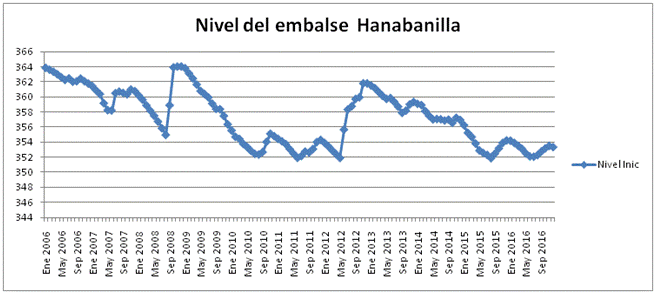 Nivel del embalse Hanabanilla
366
364
362
360
358
356
354
352
350
348
346
344
Ene 2006
May 2006
Sep 2006
Ene 2007
May 2007
Sep 2007
Ene 2008
May 2008
Sep 2008
Ene 2009
May 2009
Sep 2009
Ene 2010
May 2010
Sep 2010
Ene 2011
May 2011
Sep 2011
Ene 2012
May 2012
Sep 2012
Ene 2013
May 2013
Sep 2013
Ene 2014
May 2014
Sep 2014
Ene 2015
May 2015
Sep 2015
Ene 2016
May 2016
Sep 2016
Nivel Inic